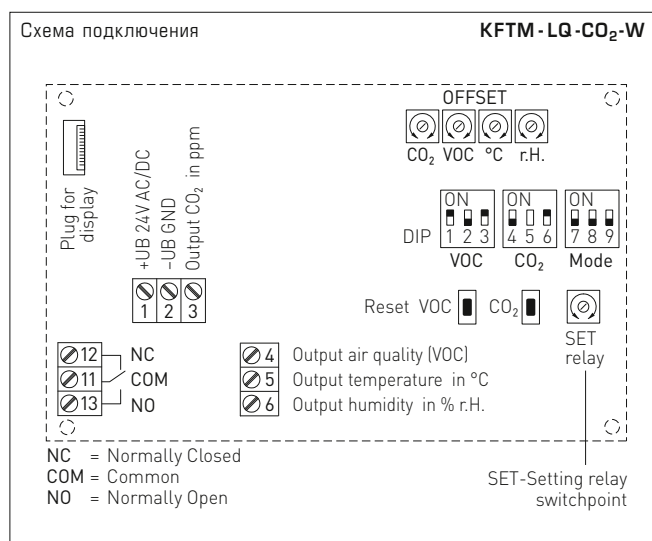 Схема подключения
KFTM-LQ-CO₂-W
OFFSET
CO₂ VOC °C r.H.
Plug for
display
+UB 24V AC/DC
–UB GND
Output CO₂ in ppm
1 2 3
ON ON ON
DIP 1 2 3 4 5 6 7 8 9
VOC CO₂ Mode
Reset VOC CO₂
SET
relay
12 NC
11 COM
13 NO
4 Output air quality (VOC)
5 Output temperature in °C
6 Output humidity in % r.H.
NC = Normally Closed
COM = Common
NO = Normally Open
SET-Setting relay
switchpoint